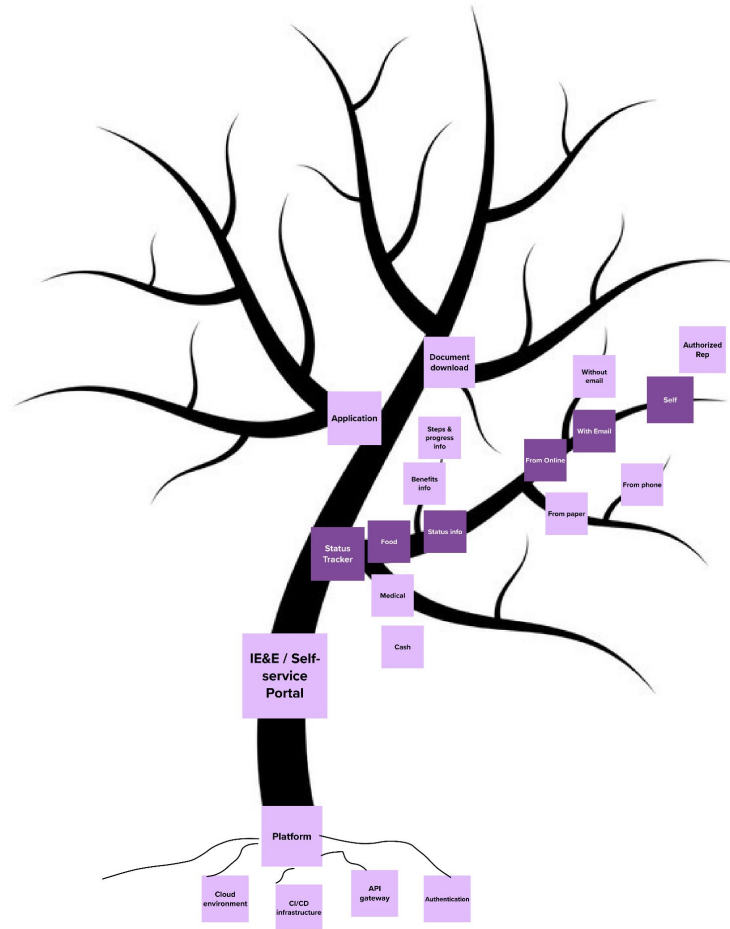 Authorized
Rep
Document
download
Without
email
Self
Application
Steps &
progress
info
With Email
From Online
Benefits
info
From phone
From paper
Status
Tracker
Food
Status info
Medical
Cash
IE&E / Self-
service
Portal
Platform
Cloud
environment
CI/CD
infrastructure
API
gateway
Authentication